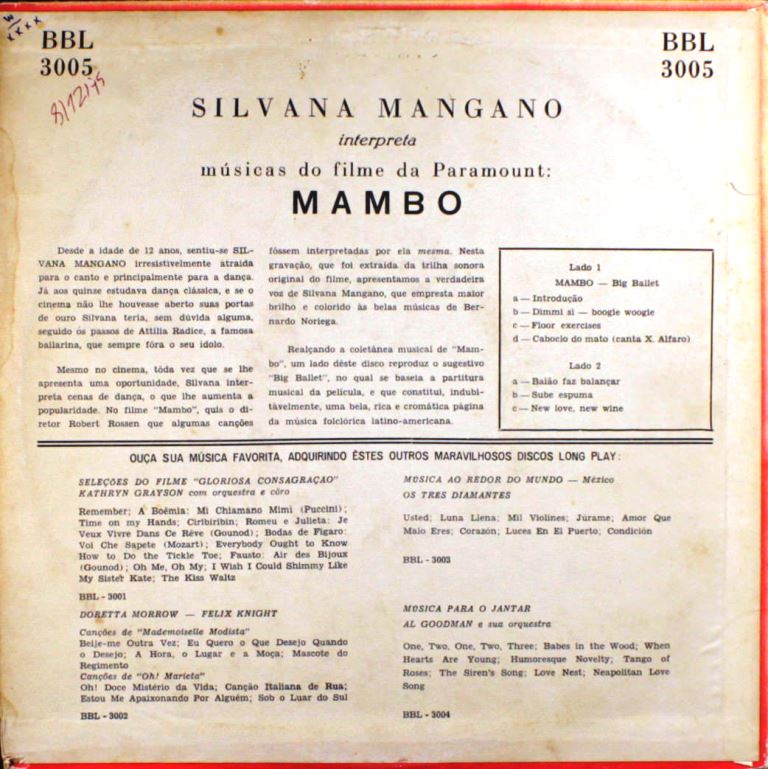 BBL
3005
BBL
3005
8/12/75
SILVANA MANGANO
interpreta
músicas do filme da Paramount:
MAMBO
Desde a idade de 12 anos, sentiu-se SIL-
VANA MANGANO irresistivelmente atraída
para o canto e principalmente para a dança.
Já aos quinze estudava dança clássica, e se o
cinema não lhe houvesse aberto suas portas
de ouro Silvana teria, sem dúvida alguma,
seguido os passos de Attilia Radice, a famosa
bailarina, que sempre fôra o seu ídolo.
Mesmo no cinema, tôda vez que se lhe
apresenta uma oportunidade, Silvana inter-
preta cenas de dança, o que lhe aumenta a
popularidade. No filme "Mambo", quis o di-
retor Robert Rossen que algumas canções
fôssem interpretadas por ela mesma. Nesta
gravação, que foi extraída da trilha sonora
original do filme, apresentamos a verdadeira
voz de Silvana Mangano, que empresta maior
brilho e colorido às belas músicas de Ber-
nardo Noriega.
Realçando a coletânea musical de "Mam-
bo", um lado dêste disco reproduz o sugestivo
"Big Ballet", no qual se baseia a partitura
musical da película, e que constitui, indubi-
tàvelmente, uma bela, rica e cromática página
da música folclórica latino-americana.
Lado 1
MAMBO — Big Ballet
a — Introdução
b — Dimmi si — boogie woogie
c — Floor exercises
d — Caboclo do mato (canta X. Alfaro)
Lado 2
a — Baião faz balançar
b — Sube espuma
c — New love, new wine
OUÇA SUA MÚSICA FAVORITA, ADQUIRINDO ÊSTES OUTROS MARAVILHOSOS DISCOS LONG PLAY:
SELEÇÕES DO FILME "GLORIOSA CONSAGRAÇÃO"
KATHRYN GRAYSON com orquestra e côro
Remember; A Boêmia: Mi Chiamano Mimi (Puccini);
Time on my Hands; Ciribiribin; Romeu e Julieta: Je
Veux Vivre Dans Ce Rêve (Gounod); Bodas de Fígaro:
Voi Che Sapete (Mozart); Everybody Ought to Know
How to Do the Tickle Toe; Fausto: Air des Bijoux
(Gounod); Oh Me, Oh My; I Wish I Could Shimmy Like
My Sister Kate; The Kiss Waltz
BBL - 3001
DORETTA MORROW — FELIX KNIGHT
Canções de "Mademoiselle Modista"
Beije-me Outra Vez; Eu Quero o Que Desejo Quando
o Desejo; A Hora, o Lugar e a Moça; Mascote do
Regimento
Canções de "Oh! Marieta"
Oh! Doce Mistério da Vida; Canção Italiana de Rua;
Estou Me Apaixonando Por Alguém; Sob o Luar do Sul
BBL - 3002
MÚSICA AO REDOR DO MUNDO — México
OS TRES DIAMANTES
Usted; Luna Llena; Mil Violines; Júrame; Amor Que
Malo Eres; Corazón; Luces En El Puerto; Condición
BBL - 3003
MÚSICA PARA O JANTAR
AL GOODMAN e sua orquestra
One, Two, One, Two, Three; Babes in the Wood; When
Hearts Are Young; Humoresque Novelty; Tango of
Roses; The Siren's Song; Love Nest; Neapolitan Love
Song
BBL - 3004